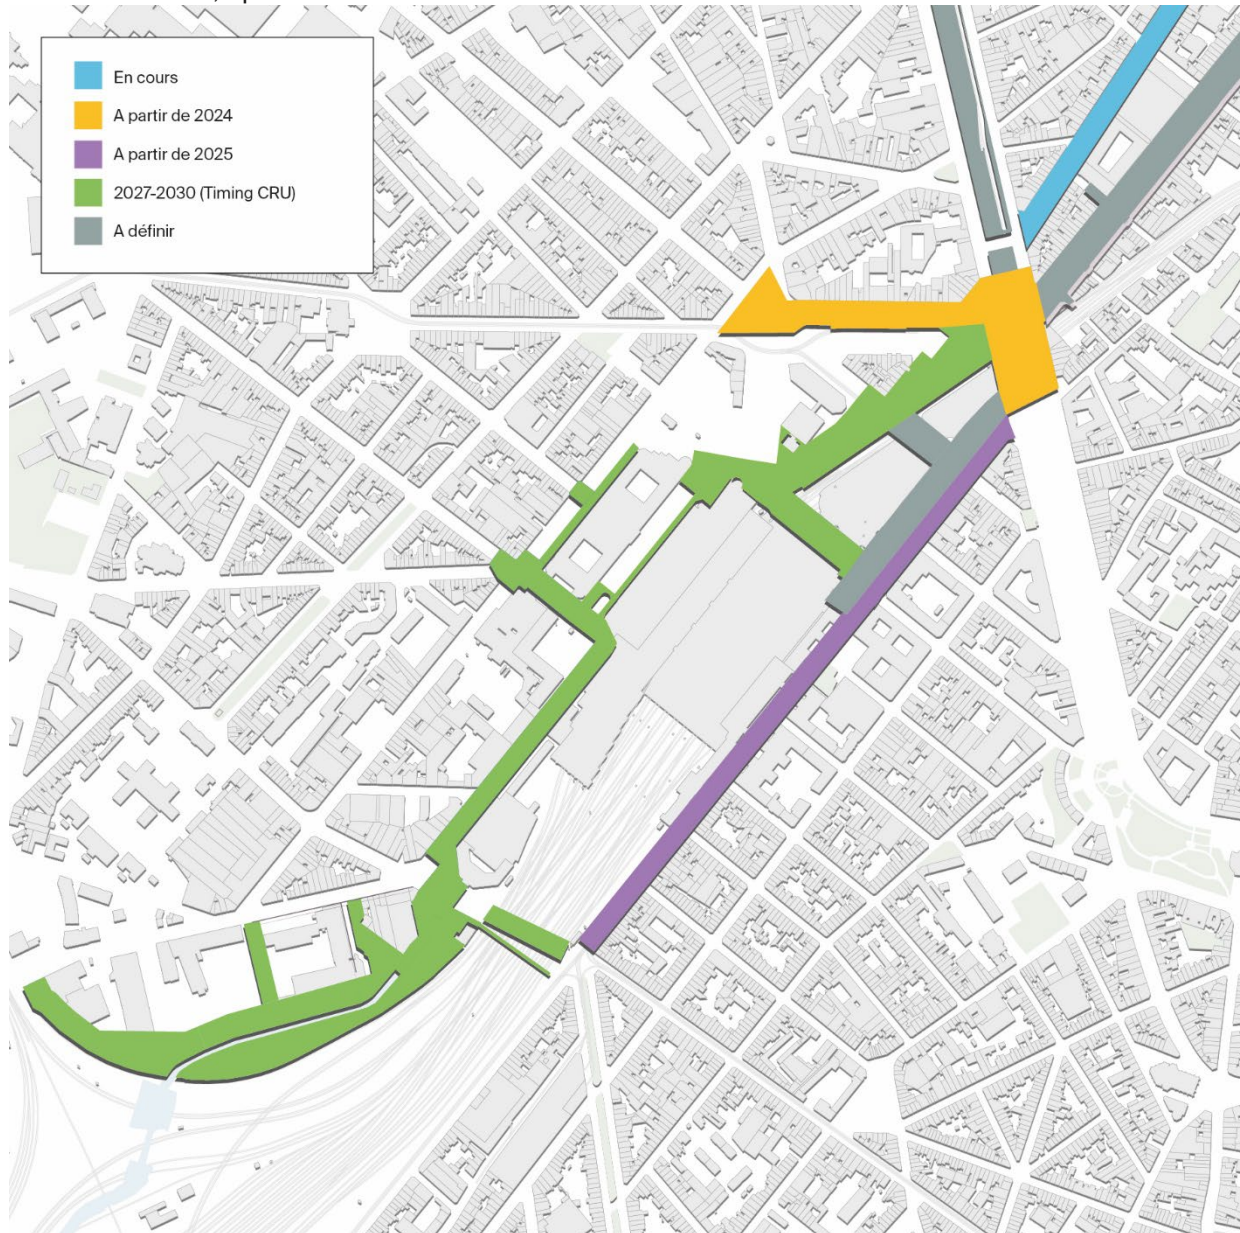 En cours
A partir de 2024
A partir de 2025
2027-2030 (Timing CRU)
A définir